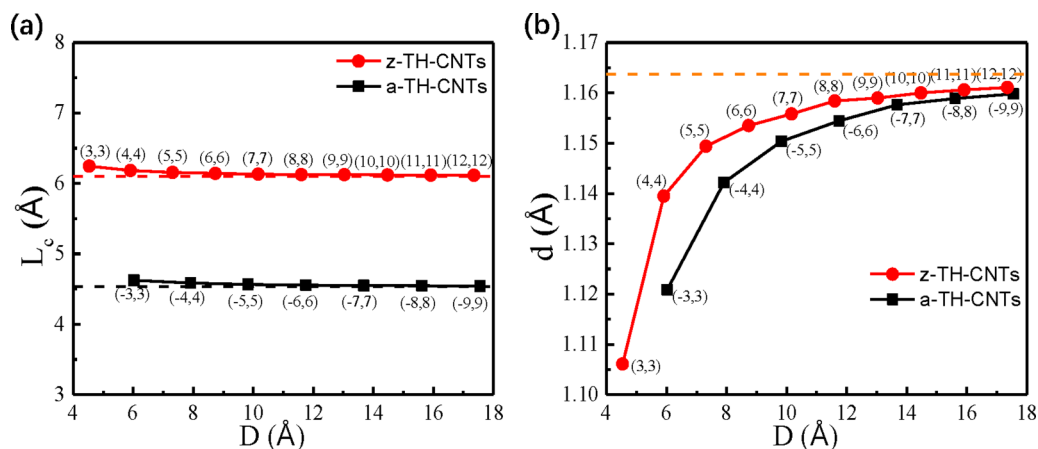 (a)
8
7
6
5
4
3
L_c (Å)
z-TH-CNTs
a-TH-CNTs
(3,3) (4,4) (5,5) (6,6) (7,7) (8,8) (9,9) (10,10) (11,11) (12,12)
(-3,3) (-4,4) (-5,5) (-6,6) (-7,7) (-8,8) (-9,9)
4 6 8 10 12 14 16 18
D (Å)
(b)
1.17
1.16
1.15
1.14
1.13
1.12
1.11
1.10
d (Å)
(3,3)
(4,4)
(5,5)
(6,6)
(7,7)
(8,8)
(9,9)
(10,10)
(11,11)
(12,12)
(-3,3)
(-4,4)
(-5,5)
(-6,6)
(-7,7)
(-8,8)
(-9,9)
z-TH-CNTs
a-TH-CNTs
4 6 8 10 12 14 16 18
D (Å)